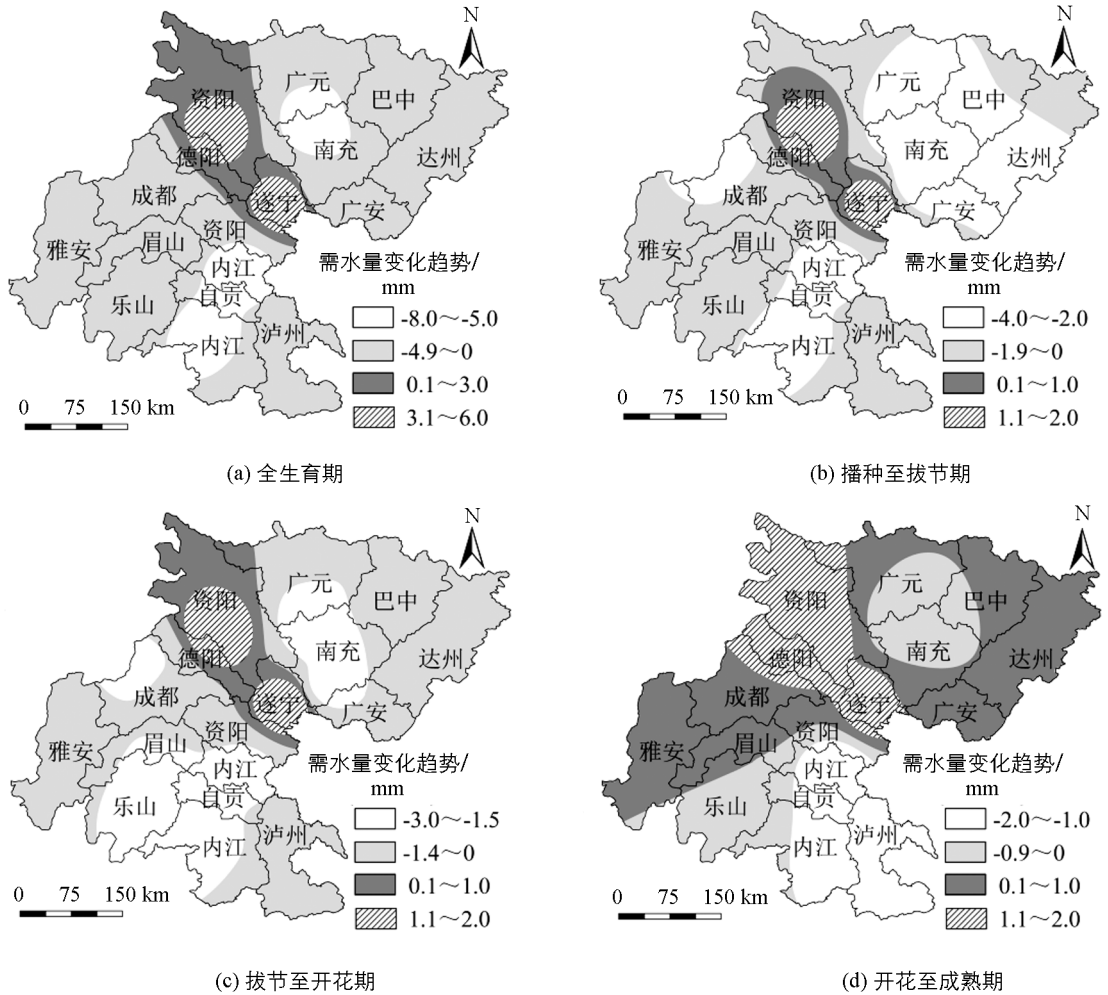 N
资阳
广元
巴中
德阳
南充
达州
成都
遂宁
广安
雅安
眉山
资阳
内江
自贡
乐山
内江
泸州
需水量变化趋势/
mm
-8.0～-5.0
-4.9～0
0.1～3.0
3.1～6.0
0 75 150 km
(a) 全生育期
N
资阳
广元
巴中
德阳
南充
达州
成都
遂宁
广安
雅安
眉山
资阳
内江
自贡
乐山
内江
泸州
需水量变化趋势/
mm
-4.0～-2.0
-1.9～0
0.1～1.0
1.1～2.0
0 75 150 km
(b) 播种至拔节期
N
资阳
广元
巴中
德阳
南充
达州
成都
遂宁
广安
雅安
眉山
资阳
内江
自贡
乐山
内江
泸州
需水量变化趋势/
mm
-3.0～-1.5
-1.4～0
0.1～1.0
1.1～2.0
0 75 150 km
(c) 拔节至开花期
N
资阳
广元
巴中
德阳
南充
达州
成都
遂宁
广安
雅安
眉山
资阳
内江
自贡
乐山
内江
泸州
需水量变化趋势/
mm
-2.0～-1.0
-0.9～0
0.1～1.0
1.1～2.0
0 75 150 km
(d) 开花至成熟期